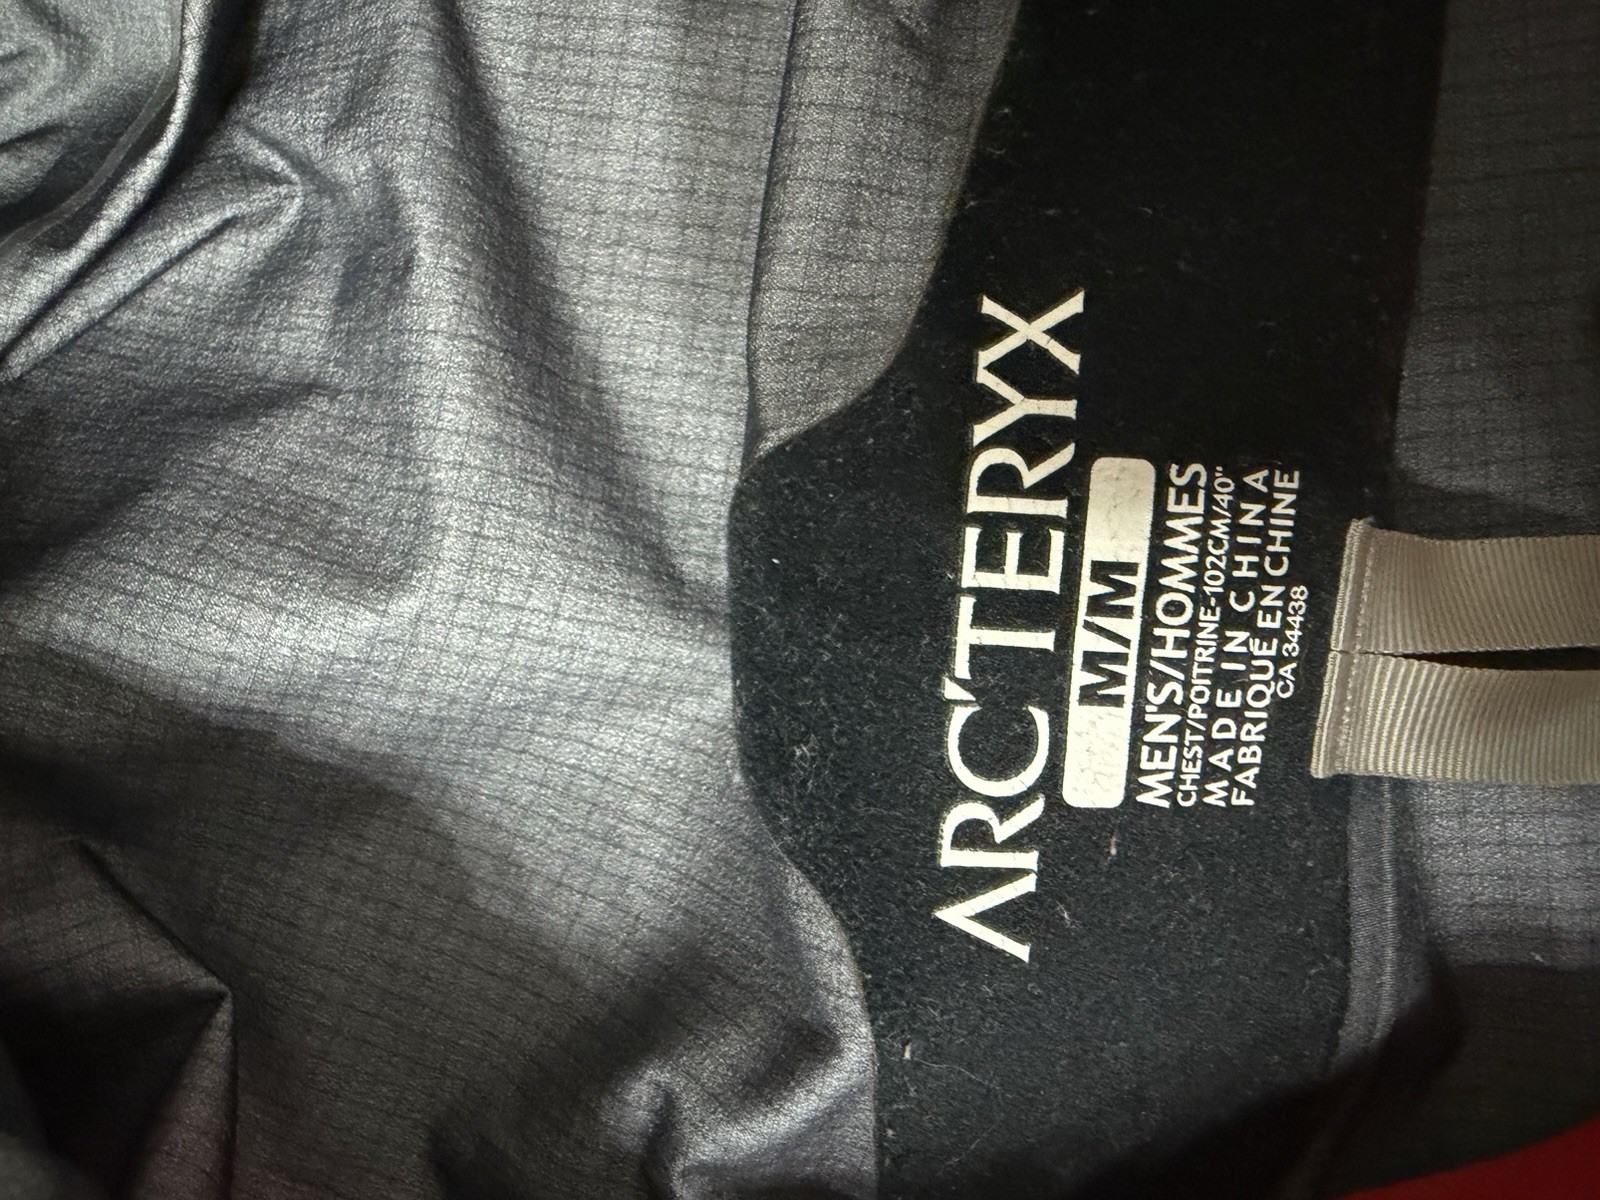 ARC'TERYX
M/M
MEN'S/HOMMES
CHEST/POITRINE-102CM/40"
MADE IN CHINA
FABRIQUÉ EN CHINE
CA 34438